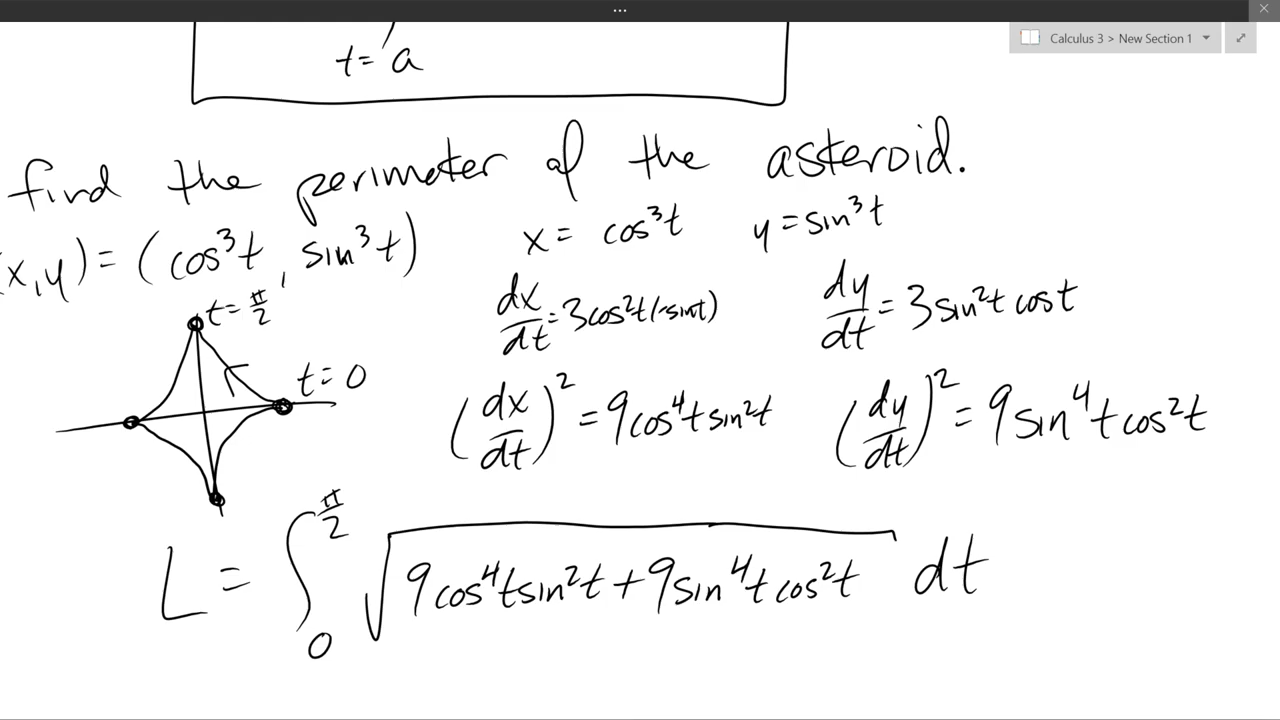 ...
Calculus 3 > New Section 1
t = a
find the perimeter of the asteroid.
x,y) = (cos³t, sin³t)
x = cos³t
y = sin³t
t = π/2
t = 0
dx/dt = 3cos²t(-sint)
dy/dt = 3sin²t cost
(dx/dt)² = 9cos⁴t sin²t
(dy/dt)² = 9sin⁴t cos²t
L = ∫₀^(π/2) √(9cos⁴t sin²t + 9sin⁴t cos²t) dt